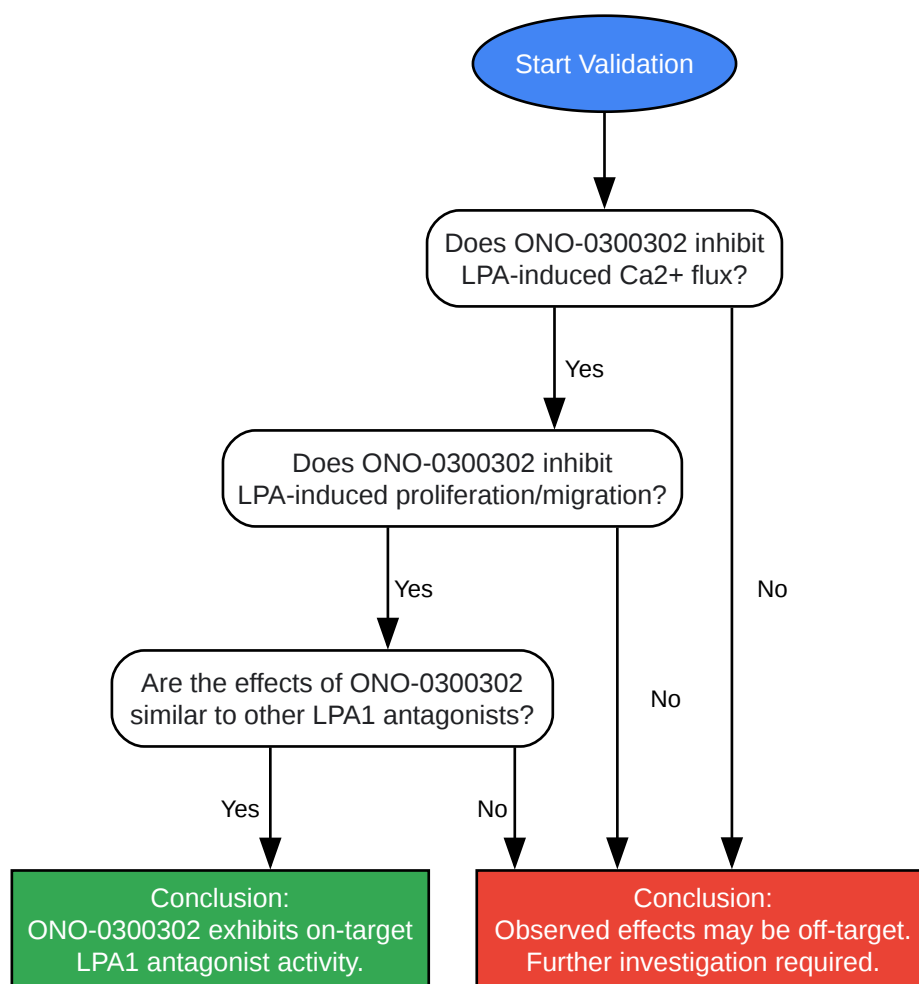 Start Validation
Does ONO-0300302 inhibit
LPA-induced Ca2+ flux?
Yes
Does ONO-0300302 inhibit
LPA-induced proliferation/migration?
Yes
No
Are the effects of ONO-0300302
similar to other LPA1 antagonists?
No
Yes
No
Conclusion:
ONO-0300302 exhibits on-target
LPA1 antagonist activity.
Conclusion:
Observed effects may be off-target.
Further investigation required.